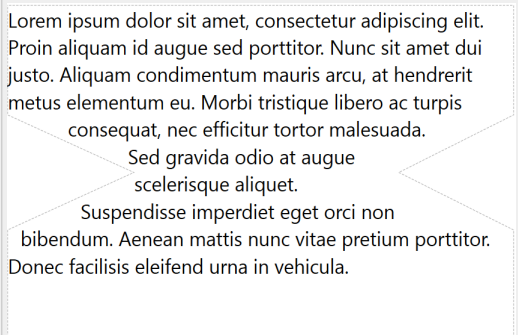 Lorem ipsum dolor sit amet, consectetur adipiscing elit.
Proin aliquam id augue sed porttitor. Nunc sit amet dui
justo. Aliquam condimentum mauris arcu, at hendrerit
metus elementum eu. Morbi tristique libero ac turpis
consequat, nec efficitur tortor malesuada.
Sed gravida odio at augue
scelerisque aliquet.
Suspendisse imperdiet eget orci non
bibendum. Aenean mattis nunc vitae pretium porttitor.
Donec facilisis eleifend urna in vehicula.